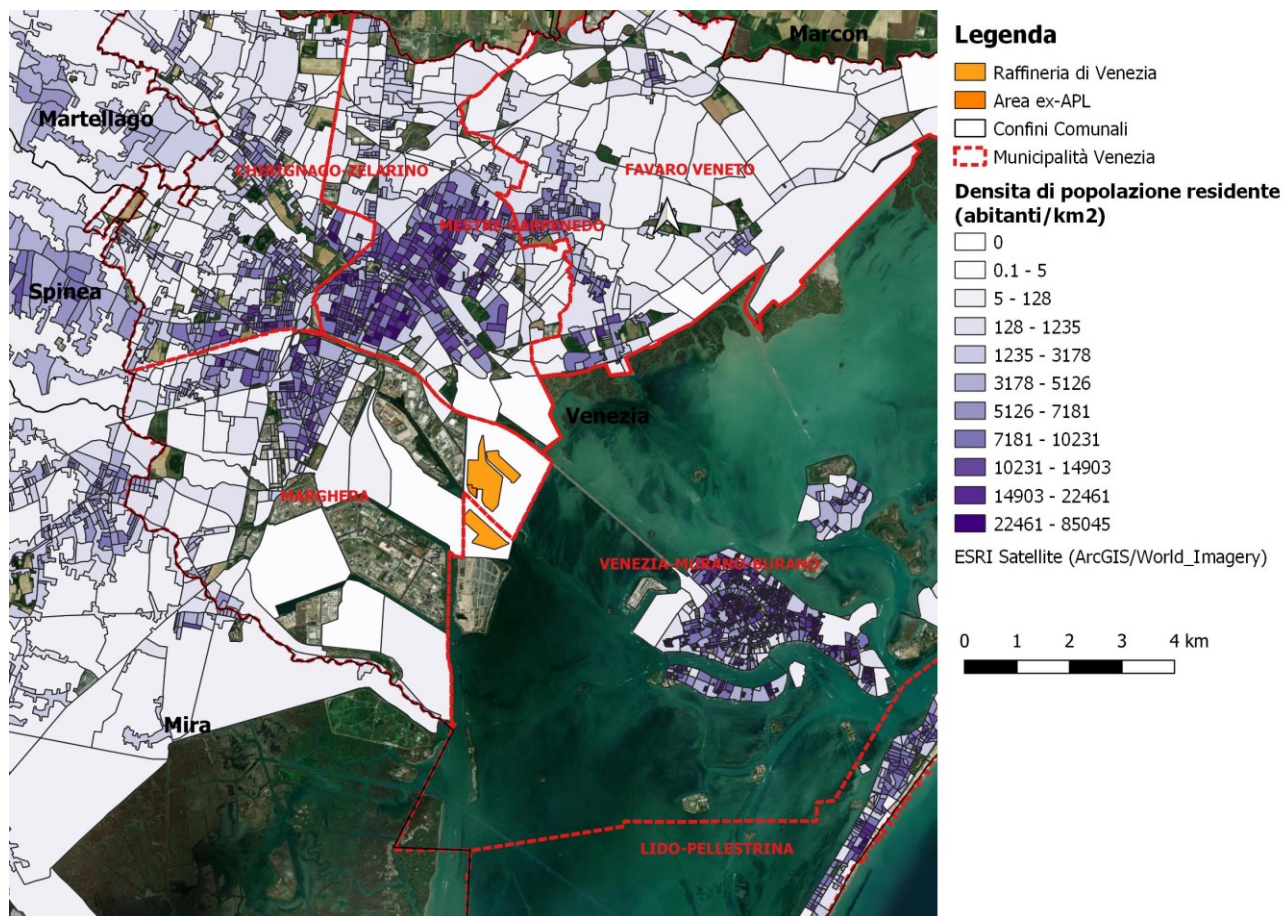 Marcon
Martellago
CHIRIGNAGO-ZELARINO
FAVARO VENETO
MESTRE-CARPENEDO
Spinea
Venezia
MARGHERA
VENEZIA-MURANO-BURANO
Mira
LIDO-PELLESTRINA
Legenda
Raffineria di Venezia
Area ex-APL
Confini Comunali
Municipalità Venezia
Densita di popolazione residente
(abitanti/km2)
0
0.1 - 5
5 - 128
128 - 1235
1235 - 3178
3178 - 5126
5126 - 7181
7181 - 10231
10231 - 14903
14903 - 22461
22461 - 85045
ESRI Satellite (ArcGIS/World_Imagery)
0 1 2 3 4 km